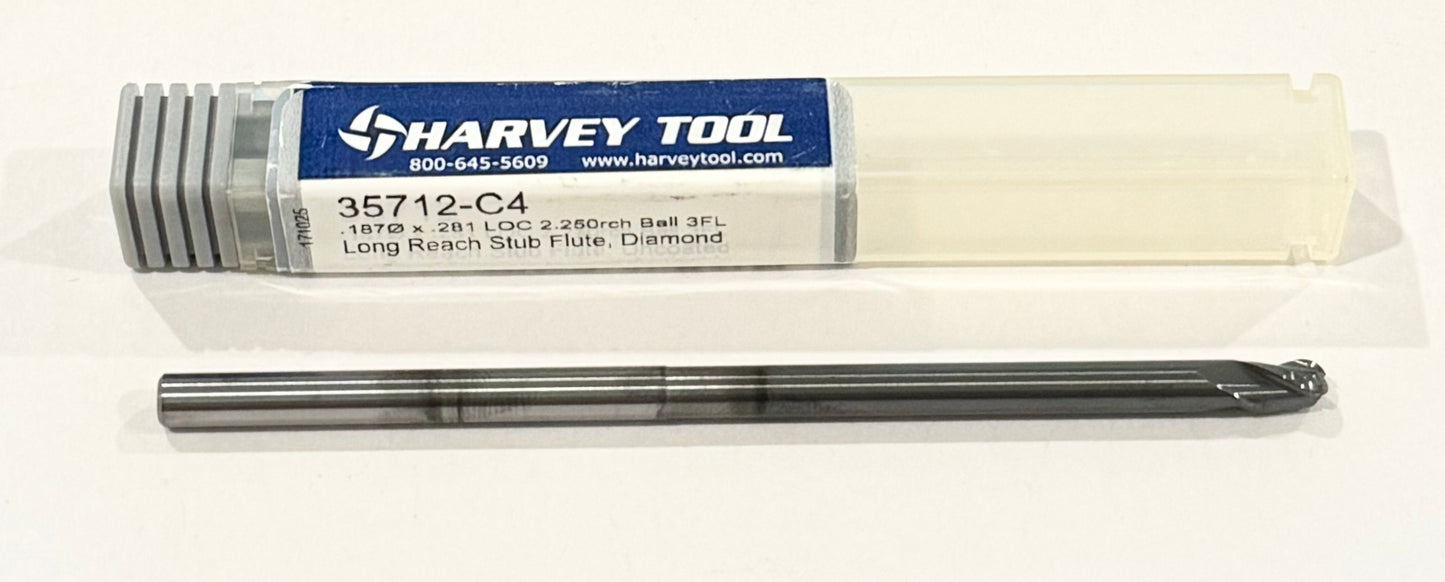 HARVEY TOOL
800-645-5609 www.harveytool.com
35712-C4
.187Ø x .281 LOC 2.250rch Ball 3FL
Long Reach Stub Flute, Diamond
Uncoated
171025